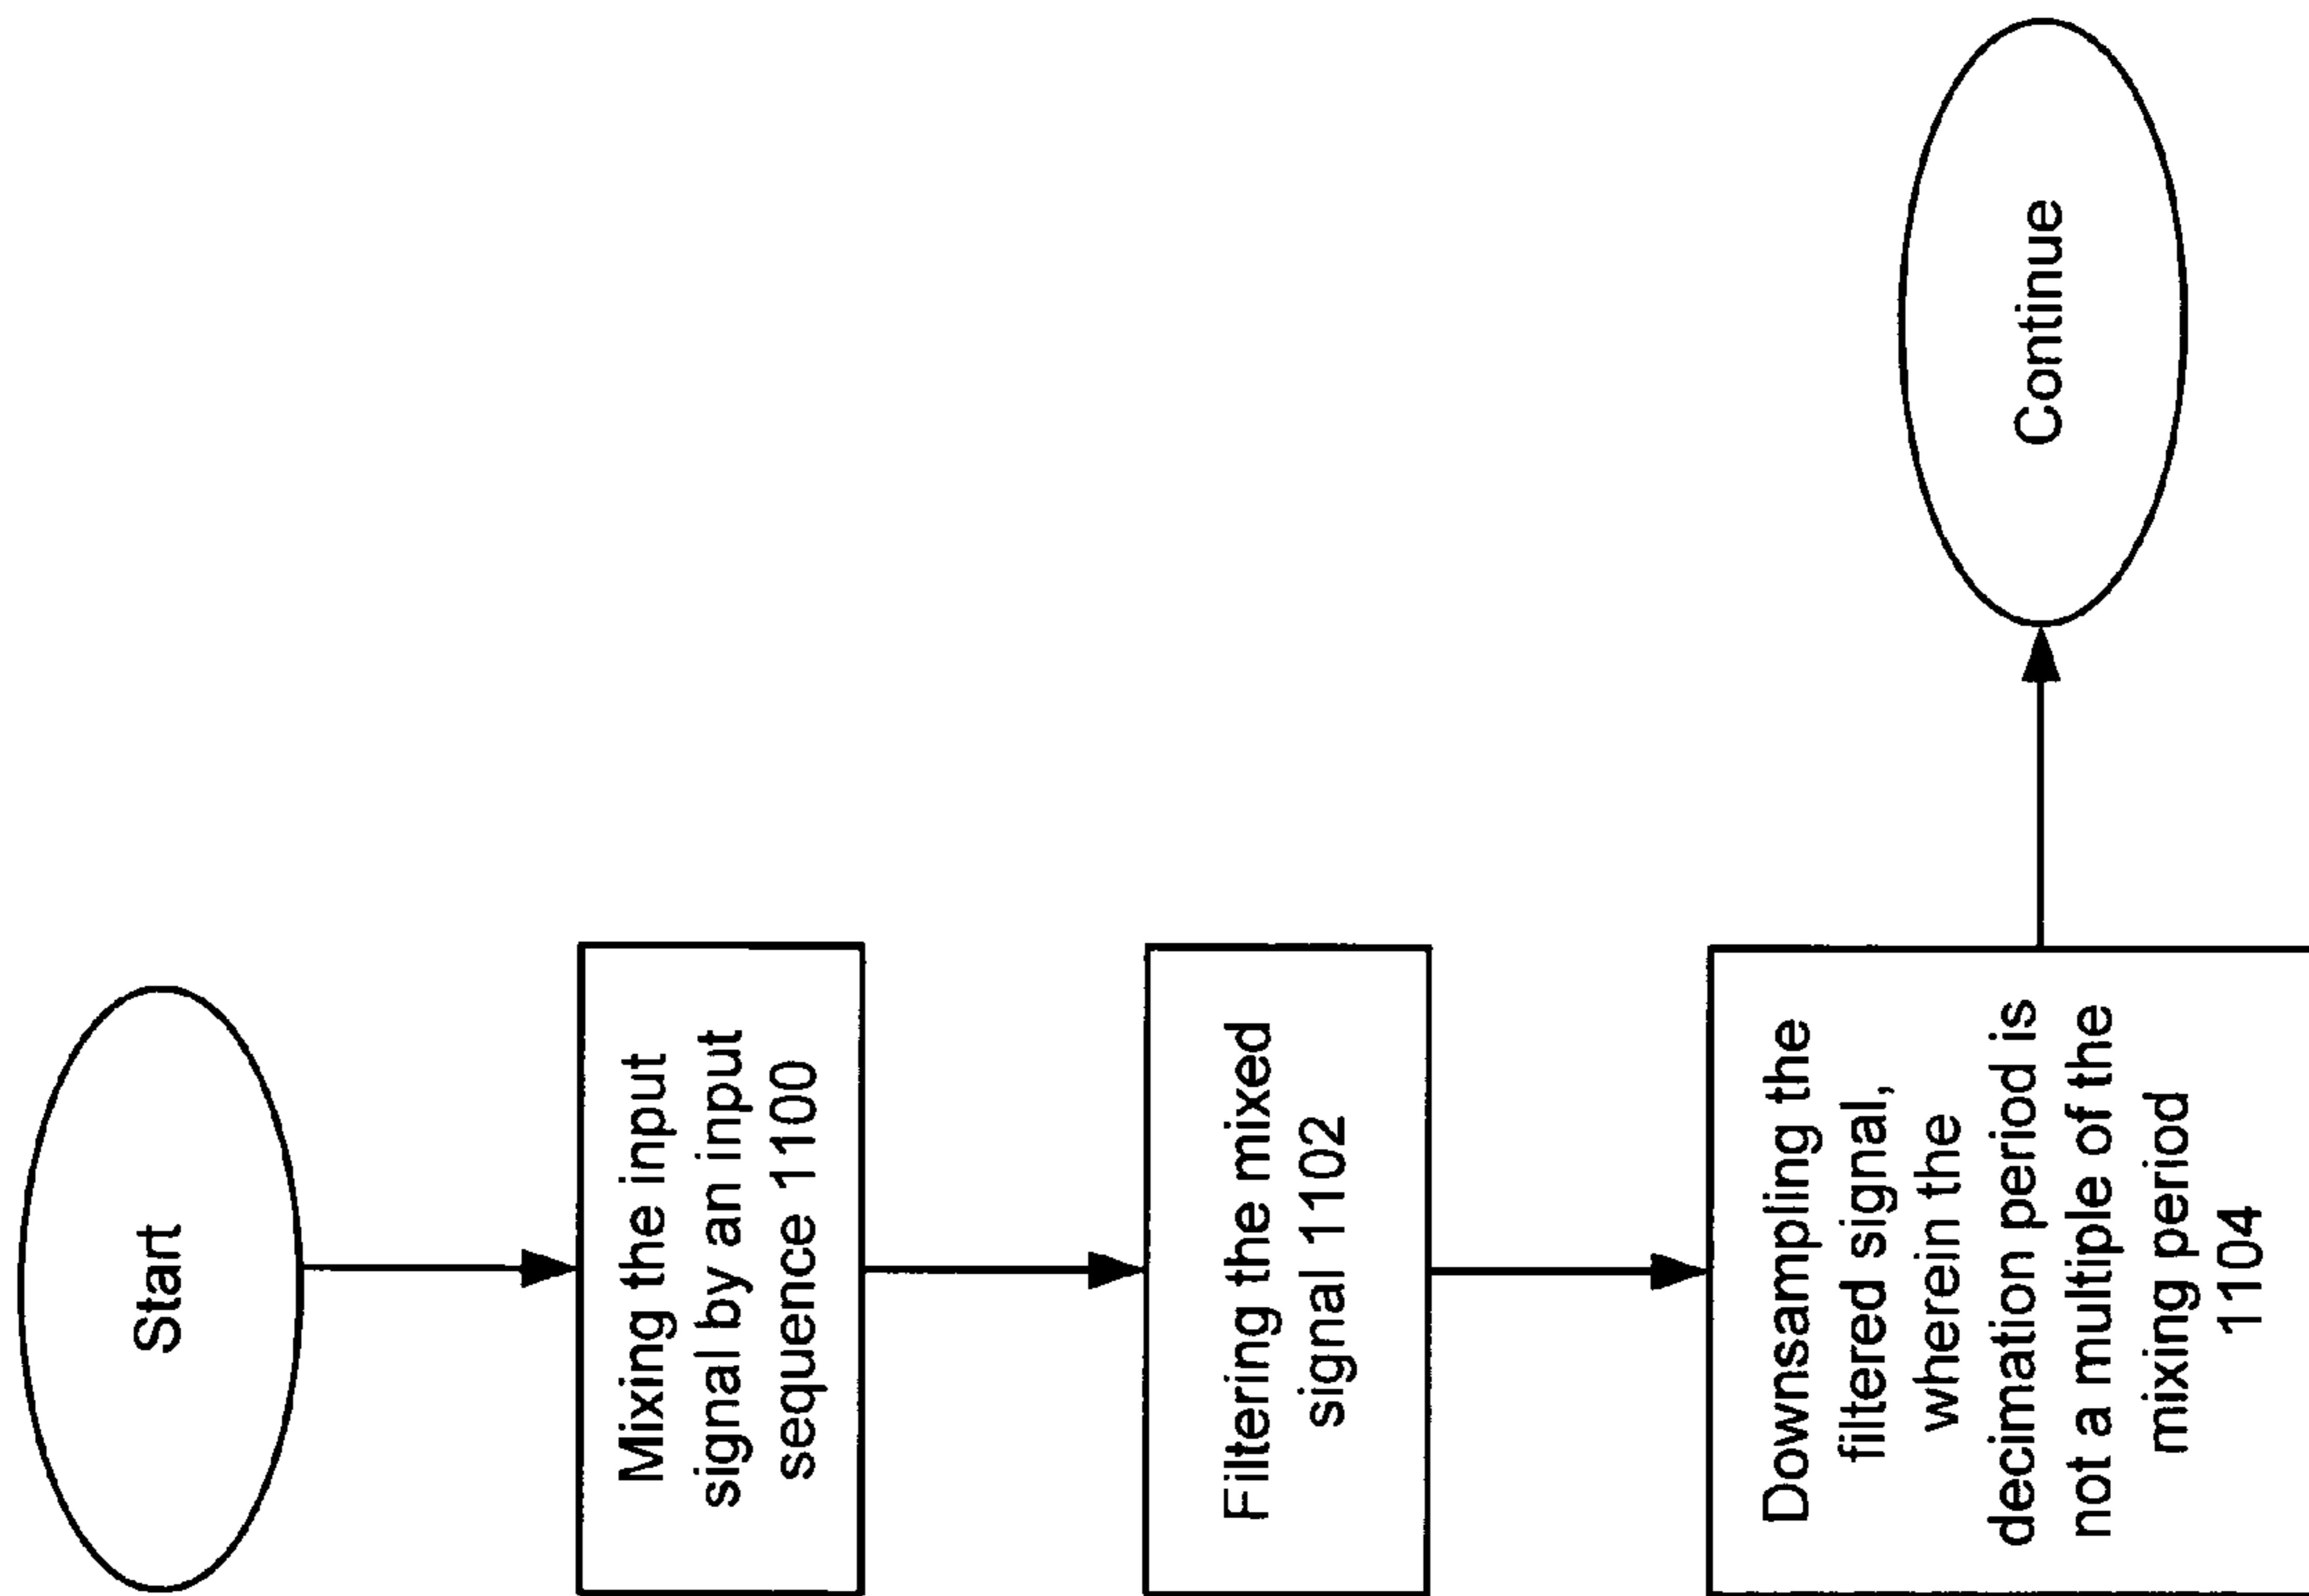 Start
Mixing the input
signal by an input
sequence 1100
Filtering the mixed
signal 1102
Downsampling the
filtered signal,
wherein the
decimation period is
not a multiple of the
mixing period
1104
Continue